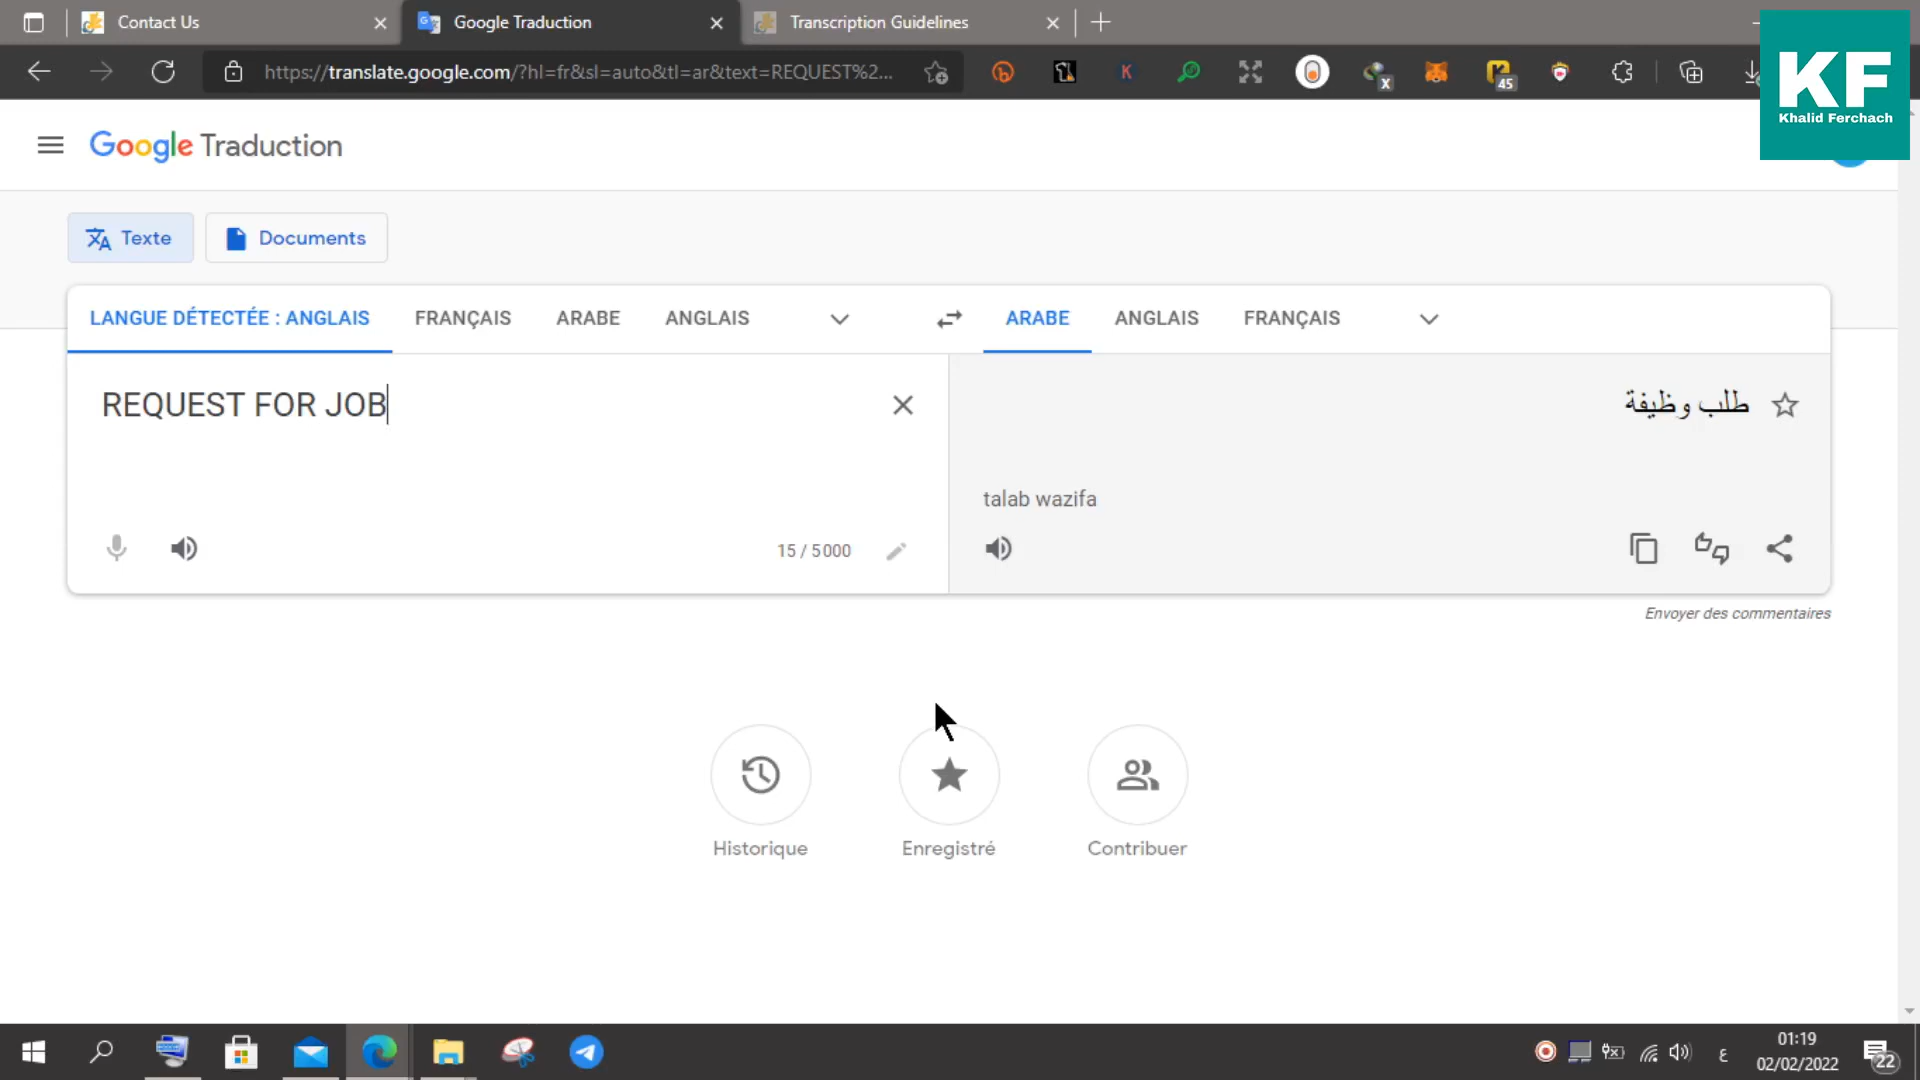 Contact Us
Google Traduction
Transcription Guidelines
https://translate.google.com/?hl=fr&sl=auto&tl=ar&text=REQUEST%2...
K
X
45
KF
Khalid Ferchach
Google Traduction
Texte
Documents
LANGUE DÉTECTÉE : ANGLAIS
FRANÇAIS
ARABE
ANGLAIS
ARABE
ANGLAIS
FRANÇAIS
REQUEST FOR JOB
طلب وظيفة
talab wazifa
15 / 5000
Envoyer des commentaires
Historique
Enregistré
Contribuer
ع
01:19
02/02/2022
22